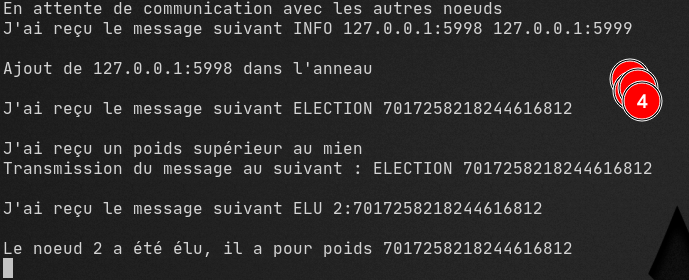 En attente de communication avec les autres noeuds
J'ai reçu le message suivant INFO 127.0.0.1:5998 127.0.0.1:5999
Ajout de 127.0.0.1:5998 dans l'anneau
J'ai reçu le message suivant ELECTION 7017258218244616812
J'ai reçu un poids supérieur au mien
Transmission du message au suivant : ELECTION 7017258218244616812
J'ai reçu le message suivant ELU 2:7017258218244616812
Le noeud 2 a été élu, il a pour poids 7017258218244616812
4